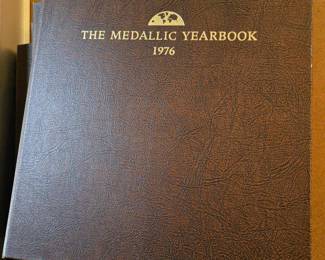 THE MEDALLIC YEARBOOK
1976